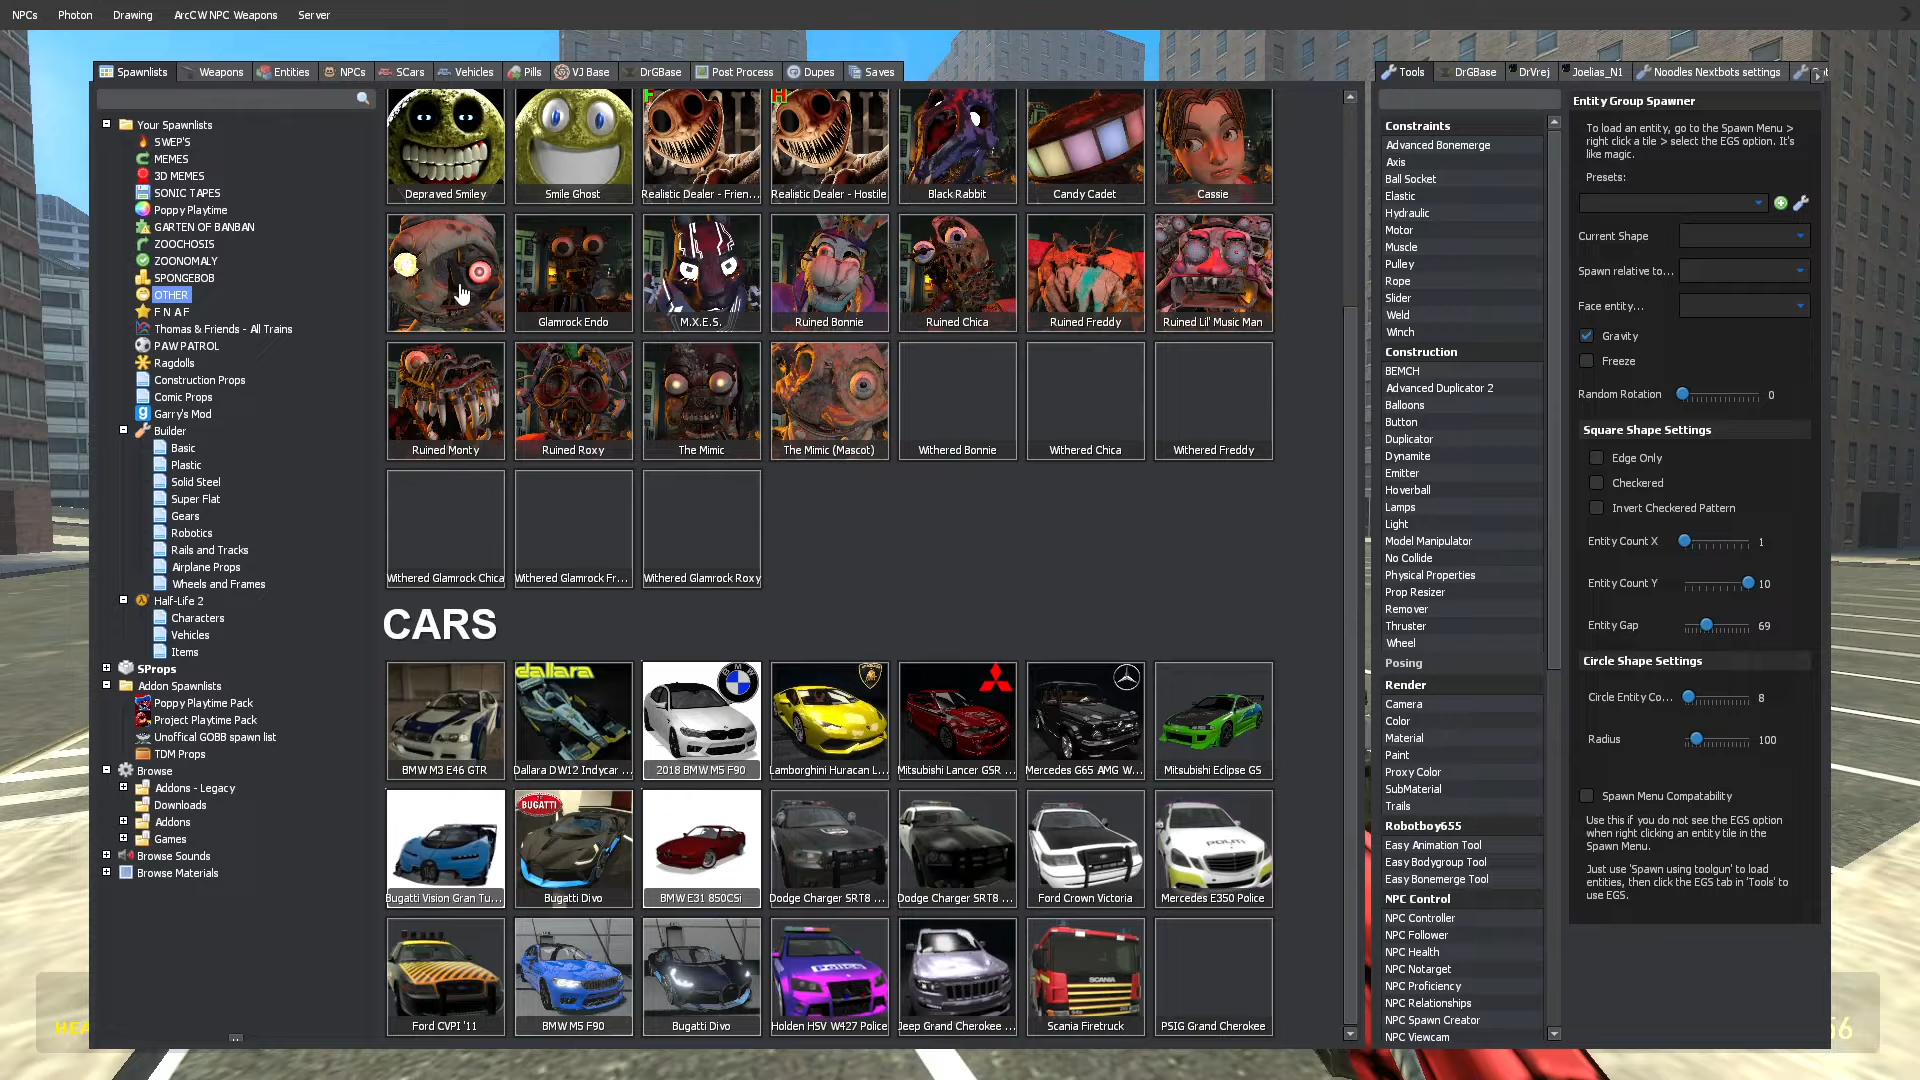 NPCs Photon Drawing ArcCW NPC Weapons Server
Spawnlists Weapons Entities NPCs SCars Vehicles Pills VJ Base DrGBase Post Process Dupes Saves
Your Spawnlists
SWEP'S
MEMES
3D MEMES
SONIC TAPES
Poppy Playtime
GARTEN OF BANBAN
ZOOCHOSIS
ZOONOMALY
SPONGEBOB
OTHER
F N A F
Thomas & Friends - All Trains
PAW PATROL
Ragdolls
Construction Props
Comic Props
Garry's Mod
Builder
Basic
Plastic
Solid Steel
Super Flat
Gears
Robotics
Rails and Tracks
Airplane Props
Wheels and Frames
Half-Life 2
Characters
Vehicles
Items
SProps
Addon Spawnlists
Poppy Playtime Pack
Project Playtime Pack
Unoffical GOBB spawn list
TDM Props
Browse
Addons - Legacy
Downloads
Addons
Games
Browse Sounds
Browse Materials
F H
Depraved Smiley Smile Ghost Realistic Dealer - Frien... Realistic Dealer - Hostile Black Rabbit Candy Cadet Cassie
Glamrock Endo M.X.E.S. Ruined Bonnie Ruined Chica Ruined Freddy Ruined Lil' Music Man
Ruined Monty Ruined Roxy The Mimic The Mimic (Mascot) Withered Bonnie Withered Chica Withered Freddy
Withered Glamrock Chica Withered Glamrock Fr... Withered Glamrock Roxy
CARS
dallara BMW
BMW M3 E46 GTR Dallara DW12 Indycar ... 2018 BMW M5 F90 Lamborghini Huracan L... Mitsubishi Lancer GSR ... Mercedes G65 AMG W... Mitsubishi Eclipse GS
BUGATTI
Bugatti Vision Gran Tu... Bugatti Divo BMW E31 850CSi Dodge Charger SRT8 ... Dodge Charger SRT8 ... Ford Crown Victoria Mercedes E350 Police
SCANIA
Ford CVPI '11 BMW M5 F90 Bugatti Divo Holden HSV W427 Police Jeep Grand Cherokee ... Scania Firetruck PSIG Grand Cherokee
Tools DrGBase DrVrej Joelias_N1 Noodles Nextbots settings
Constraints
Advanced Bonemerge
Axis
Ball Socket
Elastic
Hydraulic
Motor
Muscle
Pulley
Rope
Slider
Weld
Winch
Construction
BEMCH
Advanced Duplicator 2
Balloons
Button
Duplicator
Dynamite
Emitter
Hoverball
Lamps
Light
Model Manipulator
No Collide
Physical Properties
Prop Resizer
Remover
Thruster
Wheel
Posing
Render
Camera
Color
Material
Paint
Proxy Color
SubMaterial
Trails
Robotboy655
Easy Animation Tool
Easy Bodygroup Tool
Easy Bonemerge Tool
NPC Control
NPC Controller
NPC Follower
NPC Health
NPC Notarget
NPC Proficiency
NPC Relationships
NPC Spawn Creator
NPC Viewcam
Entity Group Spawner
To load an entity, go to the Spawn Menu >
right click a tile > select the EGS option. It's
like magic.
Presets:
Current Shape
Spawn relative to...
Face entity...
Gravity
Freeze
Random Rotation 0
Square Shape Settings
Edge Only
Checkered
Invert Checkered Pattern
Entity Count X 1
Entity Count Y 10
Entity Gap 69
Circle Shape Settings
Circle Entity Co... 8
Radius 100
Spawn Menu Compatability
Use this if you do not see the EGS option
when right clicking an entity tile in the
Spawn Menu.
Just use 'Spawn using toolgun' to load
entities, then click the EGS tab in 'Tools' to
use EGS.